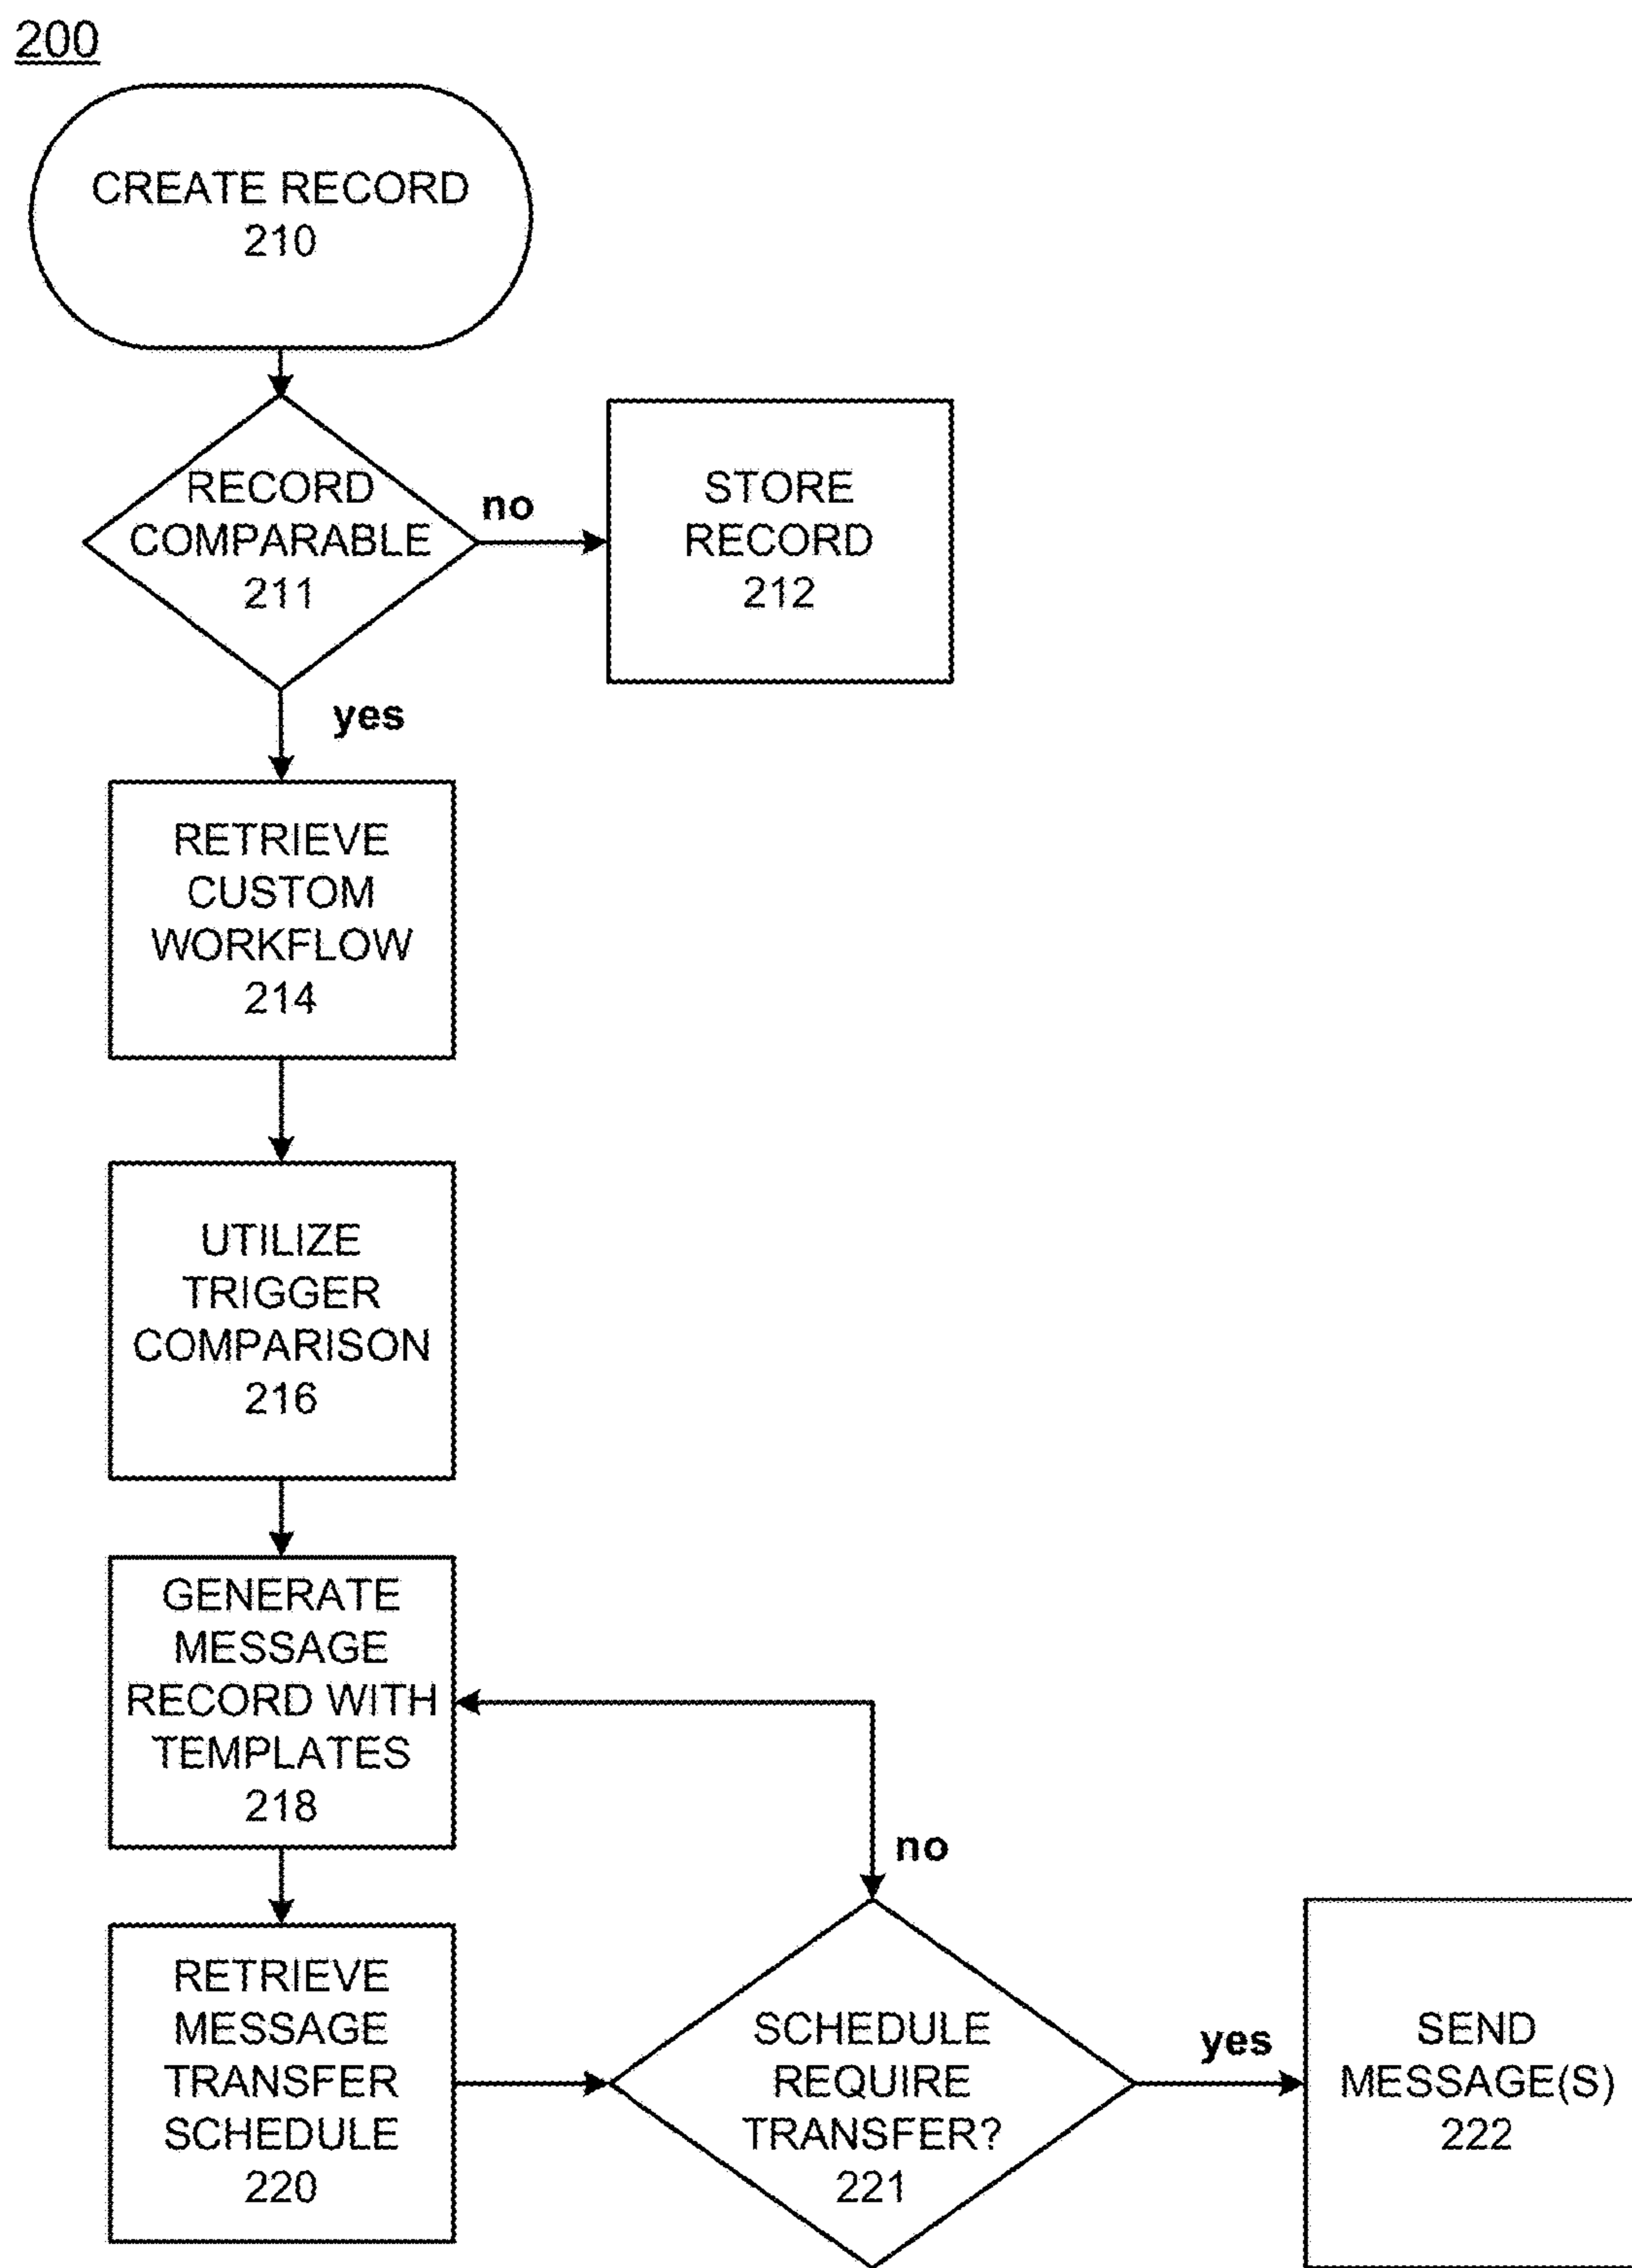 200
CREATE RECORD
210
RECORD
COMPARABLE
211
no
STORE
RECORD
212
yes
RETRIEVE
CUSTOM
WORKFLOW
214
UTILIZE
TRIGGER
COMPARISON
216
GENERATE
MESSAGE
RECORD WITH
TEMPLATES
218
no
RETRIEVE
MESSAGE
TRANSFER
SCHEDULE
220
SCHEDULE
REQUIRE
TRANSFER?
221
yes
SEND
MESSAGE(S)
222